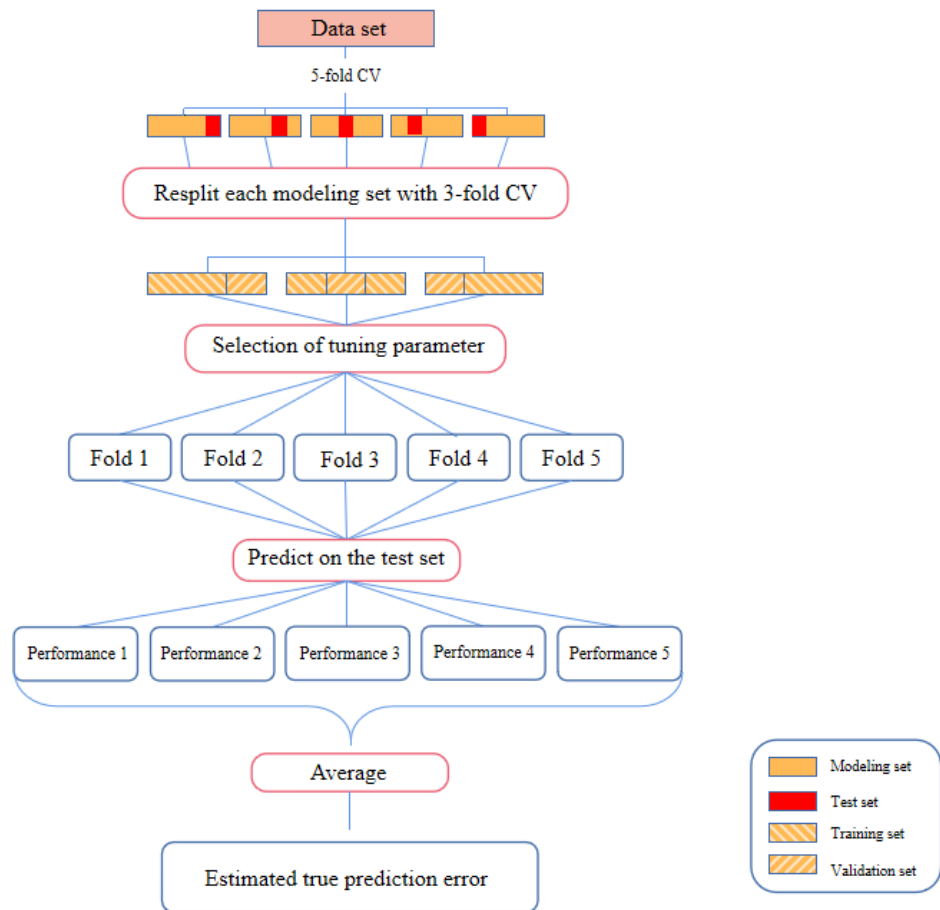 Data set
5-fold CV
Resplit each modeling set with 3-fold CV
Selection of tuning parameter
Fold 1
Fold 2
Fold 3
Fold 4
Fold 5
Predict on the test set
Performance 1
Performance 2
Performance 3
Performance 4
Performance 5
Average
Estimated true prediction error
Modeling set
Test set
Training set
Validation set